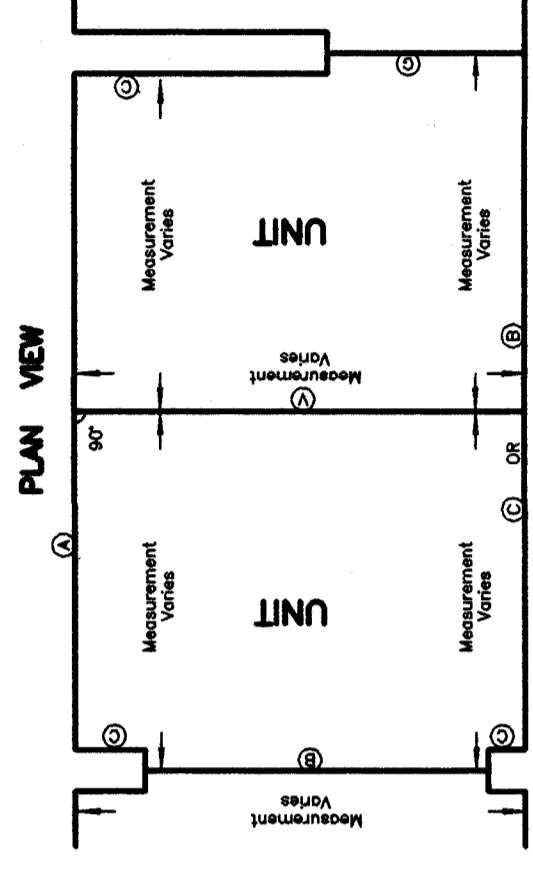 PLAN VIEW
A
90°
C
C
Measurement
Varies
Measurement
Varies
Measurement
Varies
B
UNIT
Measurement
Varies
A
UNIT
Measurement
Varies
Measurement
Varies
G
C
C
OR
B